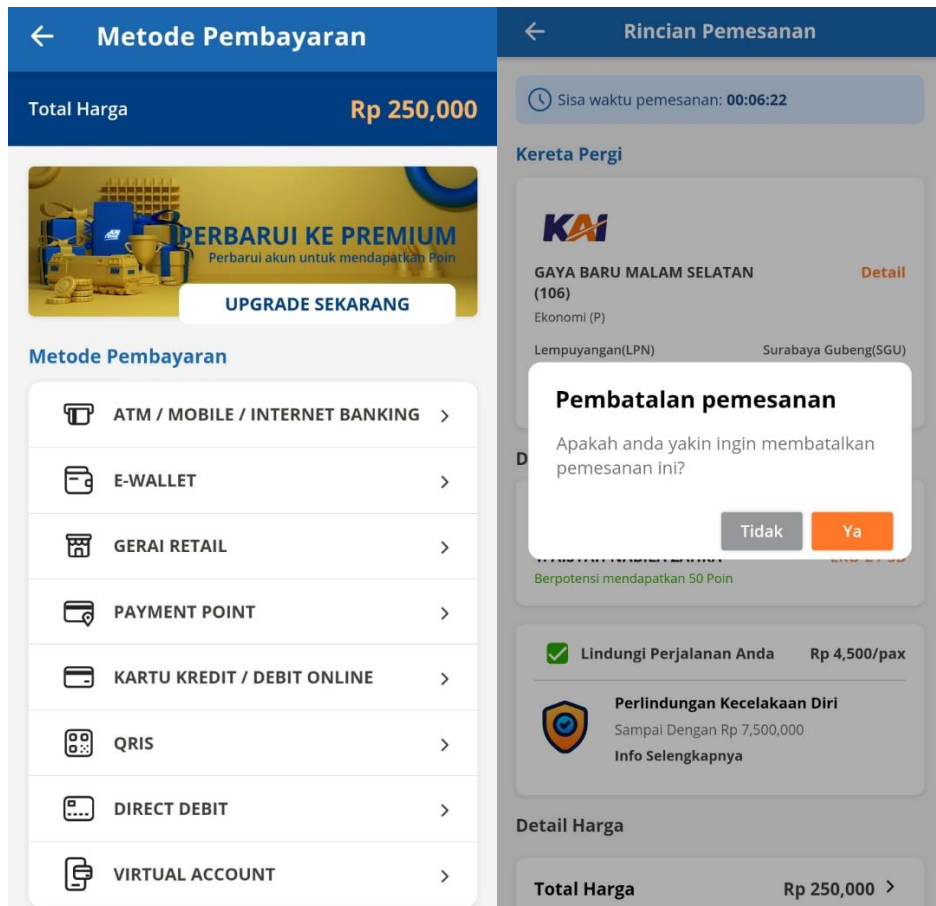 Metode Pembayaran
Total Harga
Rp 250,000
PERBARUI KE PREMIUM
Perbarui akun untuk mendapatkan Poin
UPGRADE SEKARANG
Metode Pembayaran
ATM / MOBILE / INTERNET BANKING
E-WALLET
GERAI RETAIL
PAYMENT POINT
KARTU KREDIT / DEBIT ONLINE
QRIS
DIRECT DEBIT
VIRTUAL ACCOUNT
Rincian Pemesanan
Sisa waktu pemesanan: 00:06:22
Kereta Pergi
KAI
GAYA BARU MALAM SELATAN Detail
(106)
Ekonomi (P)
Lempuyangan(LPN) Surabaya Gubeng(SGU)
Pembatalan pemesanan
Apakah anda yakin ingin membatalkan
pemesanan ini?
Tidak Ya
Berpotensi mendapatkan 50 Poin
Lindungi Perjalanan Anda Rp 4,500/pax
Perlindungan Kecelakaan Diri
Sampai Dengan Rp 7,500,000
Info Selengkapnya
Detail Harga
Total Harga Rp 250,000